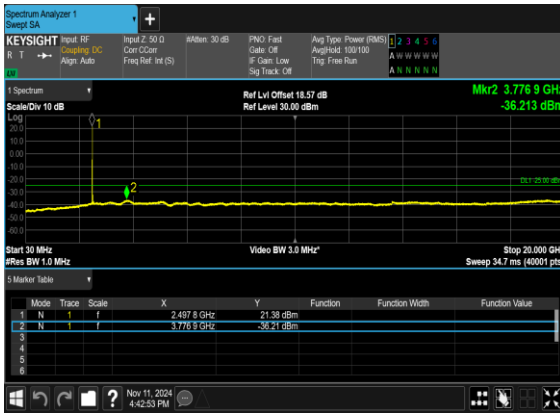 Spectrum Analyzer 1
Swept SA
+
KEYSIGHT Input: RF Input Z: 50 Ω #Atten: 30 dB PNO: Fast Avg Type: Power (RMS) 1 2 3 4 5 6
R T Coupling: DC Corr CCorr Gate: Off Avg|Hold: 100/100 A W W W W W
Align: Auto Freq Ref: Int (S) IF Gain: Low Trig: Free Run
LXI Sig Track: Off A N N N N N
1 Spectrum Ref Lvl Offset 18.57 dB Mkr2 3.776 9 GHz
Scale/Div 10 dB Ref Level 30.00 dBm -36.213 dBm
Log
1
20.0
10.0
0.00
-10.0
-20.0 DL1 -25.00 dBm
-30.0 2
-40.0
-50.0
-60.0
Start 30 MHz Video BW 3.0 MHz* Stop 20.000 GHz
#Res BW 1.0 MHz Sweep 34.7 ms (40001 pts)
5 Marker Table
Mode Trace Scale X Y Function Function Width Function Value
1 N 1 f 2.497 8 GHz 21.38 dBm
2 N 1 f 3.776 9 GHz -36.21 dBm
3
4
5
6
? Nov 11, 2024
4:42:53 PM